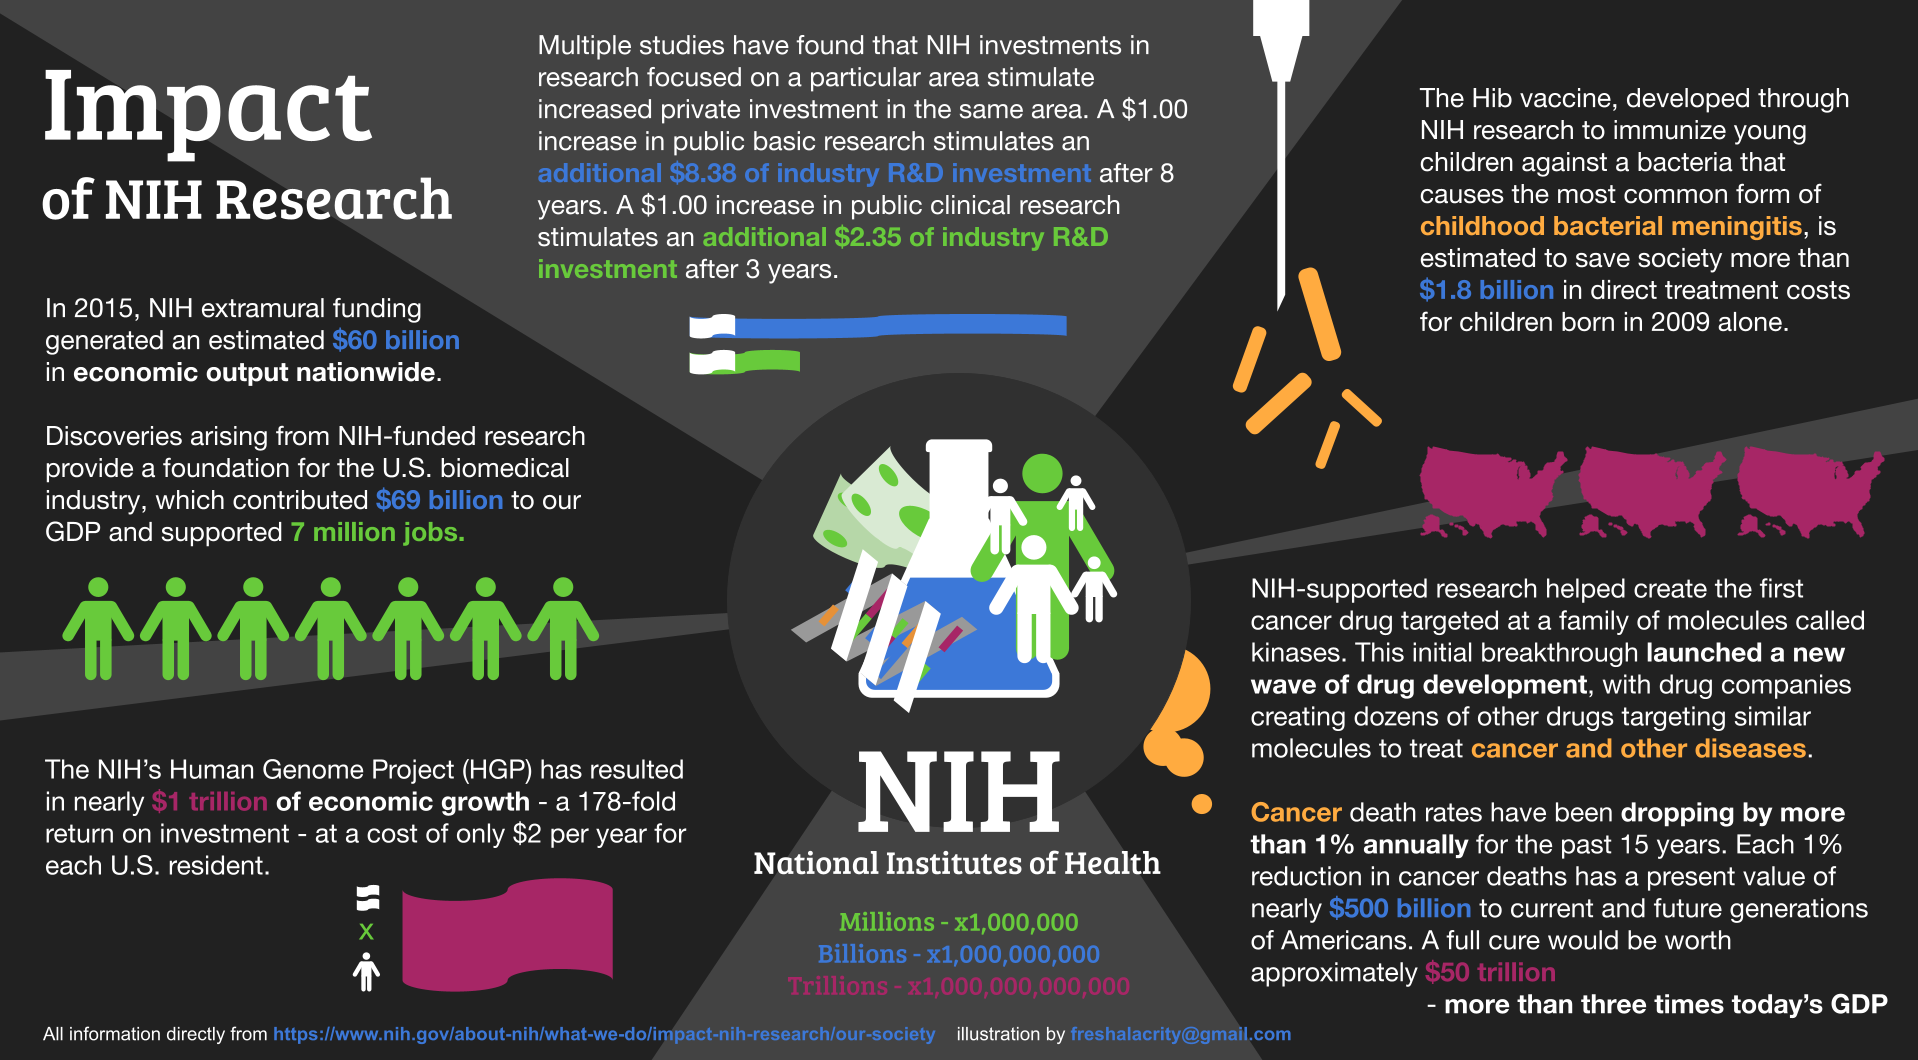 Impact
of NIH Research
In 2015, NIH extramural funding
generated an estimated $60 billion
in economic output nationwide.
Discoveries arising from NIH-funded research
provide a foundation for the U.S. biomedical
industry, which contributed $69 billion to our
GDP and supported 7 million jobs.
The NIH’s Human Genome Project (HGP) has resulted
in nearly $1 trillion of economic growth - a 178-fold
return on investment - at a cost of only $2 per year for
each U.S. resident.
x
Multiple studies have found that NIH investments in
research focused on a particular area stimulate
increased private investment in the same area. A $1.00
increase in public basic research stimulates an
additional $8.38 of industry R&D investment after 8
years. A $1.00 increase in public clinical research
stimulates an additional $2.35 of industry R&D
investment after 3 years.
NIH
National Institutes of Health
Millions - x1,000,000
Billions - x1,000,000,000
Trillions - x1,000,000,000,000
The Hib vaccine, developed through
NIH research to immunize young
children against a bacteria that
causes the most common form of
childhood bacterial meningitis, is
estimated to save society more than
$1.8 billion in direct treatment costs
for children born in 2009 alone.
NIH-supported research helped create the first
cancer drug targeted at a family of molecules called
kinases. This initial breakthrough launched a new
wave of drug development, with drug companies
creating dozens of other drugs targeting similar
molecules to treat cancer and other diseases.
Cancer death rates have been dropping by more
than 1% annually for the past 15 years. Each 1%
reduction in cancer deaths has a present value of
nearly $500 billion to current and future generations
of Americans. A full cure would be worth
approximately $50 trillion
- more than three times today’s GDP
All information directly from https://www.nih.gov/about-nih/what-we-do/impact-nih-research/our-society illustration by freshalacrity@gmail.com